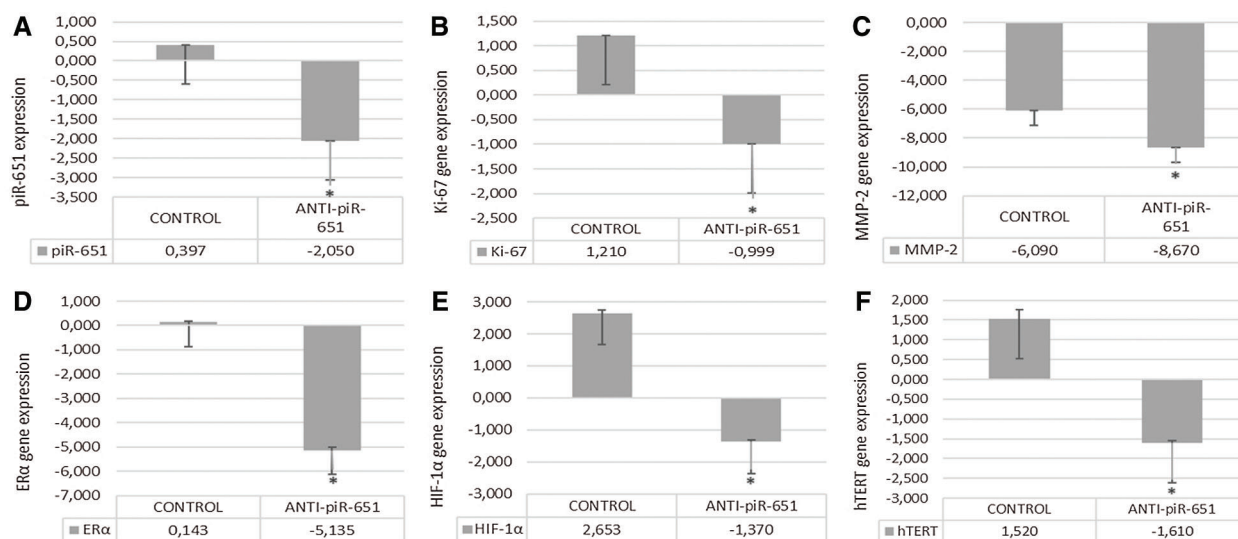 A
piR-651 expression
1,000
0,500
0,000
-0,500
-1,000
-1,500
-2,000
-2,500
-3,000
-3,500
*
CONTROL
ANTI-piR-
651
piR-651
0,397
-2,050
B
Ki-67 gene expression
1,500
1,000
0,500
0,000
-0,500
-1,000
-1,500
-2,000
-2,500
*
CONTROL
ANTI-piR-651
Ki-67
1,210
-0,999
C
MMP-2 gene expression
0,000
-2,000
-4,000
-6,000
-8,000
-10,000
-12,000
*
CONTROL
ANTI-piR-
651
MMP-2
-6,090
-8,670
D
ERα gene expression
1,000
0,000
-1,000
-2,000
-3,000
-4,000
-5,000
-6,000
-7,000
*
CONTROL
ANTI-piR-651
ERα
0,143
-5,135
E
HIF-1α gene expression
3,000
2,000
1,000
0,000
-1,000
-2,000
-3,000
*
CONTROL
ANTI-piR-651
HIF-1α
2,653
-1,370
F
hTERT gene expression
2,000
1,500
1,000
0,500
0,000
-0,500
-1,000
-1,500
-2,000
-2,500
-3,000
*
CONTROL
ANTI-piR-651
hTERT
1,520
-1,610